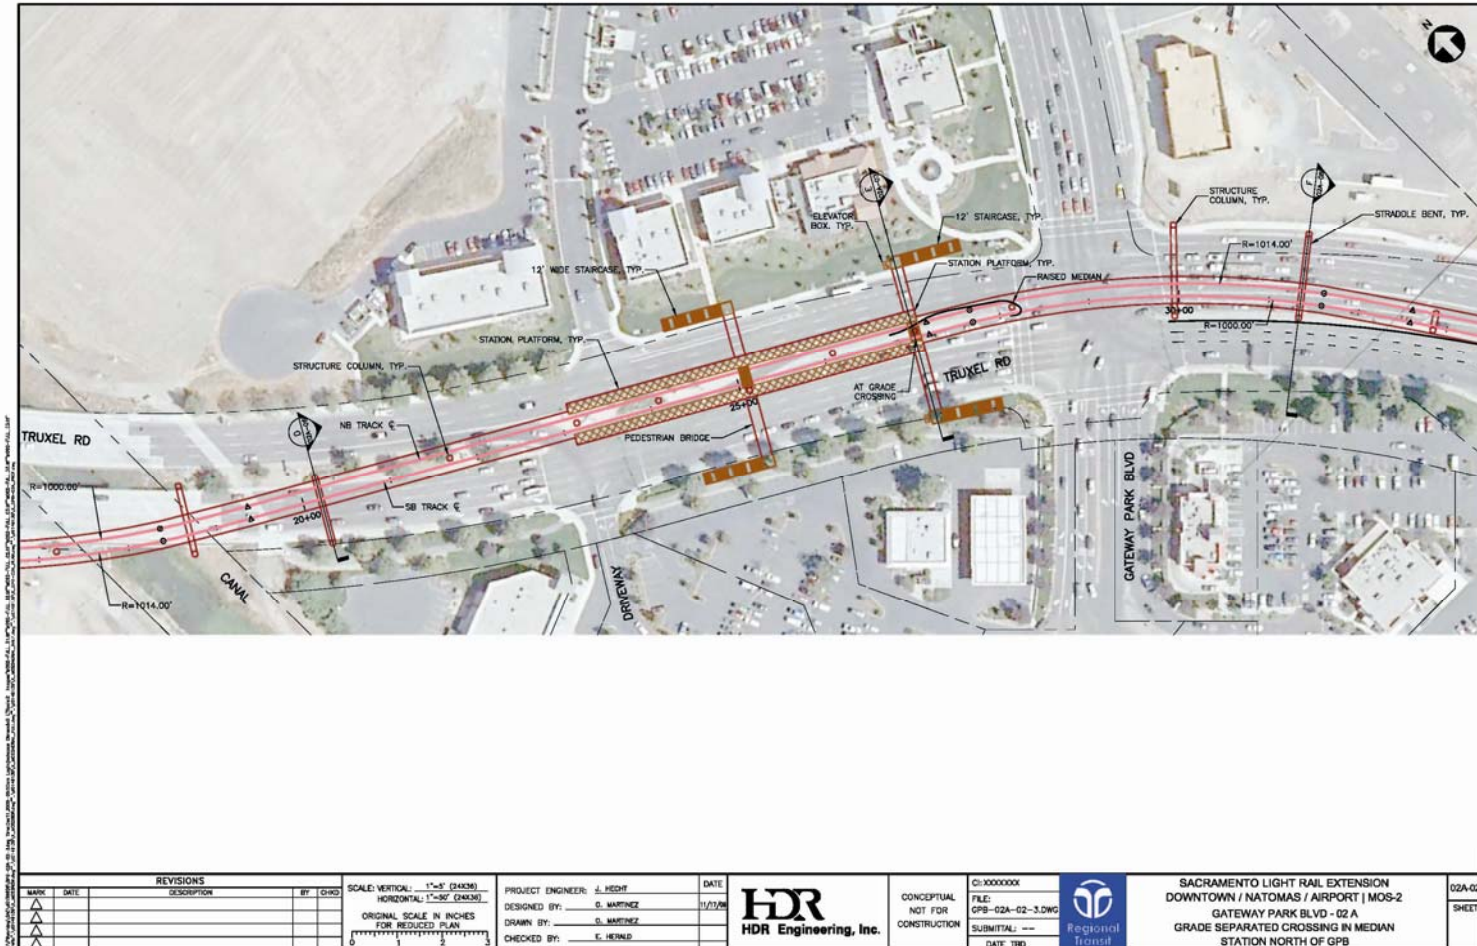 N
STRUCTURE
COLUMN, TYP.
F
STRADDLE BENT, TYP.
3
ELEVATOR
BOX, TYP.
12' STAIRCASE, TYP.
R=1014.00'
12' WIDE STAIRCASE, TYP.
STATION PLATFORM, TYP.
RAISED MEDIAN
30+00
R=1000.00'
STATION PLATFORM, TYP.
STRUCTURE COLUMN, TYP.
TRUXEL RD
AT GRADE
CROSSING
25+00
NB TRACK ℄
PEDESTRIAN BRIDGE
TRUXEL RD
D
GATEWAY PARK BLVD
R=1000.00'
SB TRACK ℄
20+00
CANAL
R=1014.00'
DRIVEWAY
REVISIONS
MARK DATE DESCRIPTION BY CHKD
SCALE: VERTICAL: 1"=5' (24X36)
HORIZONTAL: 1"=50' (24X36)
ORIGINAL SCALE IN INCHES
FOR REDUCED PLAN
0 1 2 3
PROJECT ENGINEER: J. HECHT
DESIGNED BY: O. MARTINEZ
DRAWN BY: O. MARTINEZ
CHECKED BY: E. HERALD
DATE
HDR
HDR Engineering, Inc.
CONCEPTUAL
NOT FOR
CONSTRUCTION
FILE:
GPB-02A-02-3.DWG
SUBMITTAL: --
DATE TBD
Regional
Transit
SACRAMENTO LIGHT RAIL EXTENSION
DOWNTOWN / NATOMAS / AIRPORT | MOS-2
GATEWAY PARK BLVD - 02 A
GRADE SEPARATED CROSSING IN MEDIAN
STATION NORTH OF GPB
SHEET